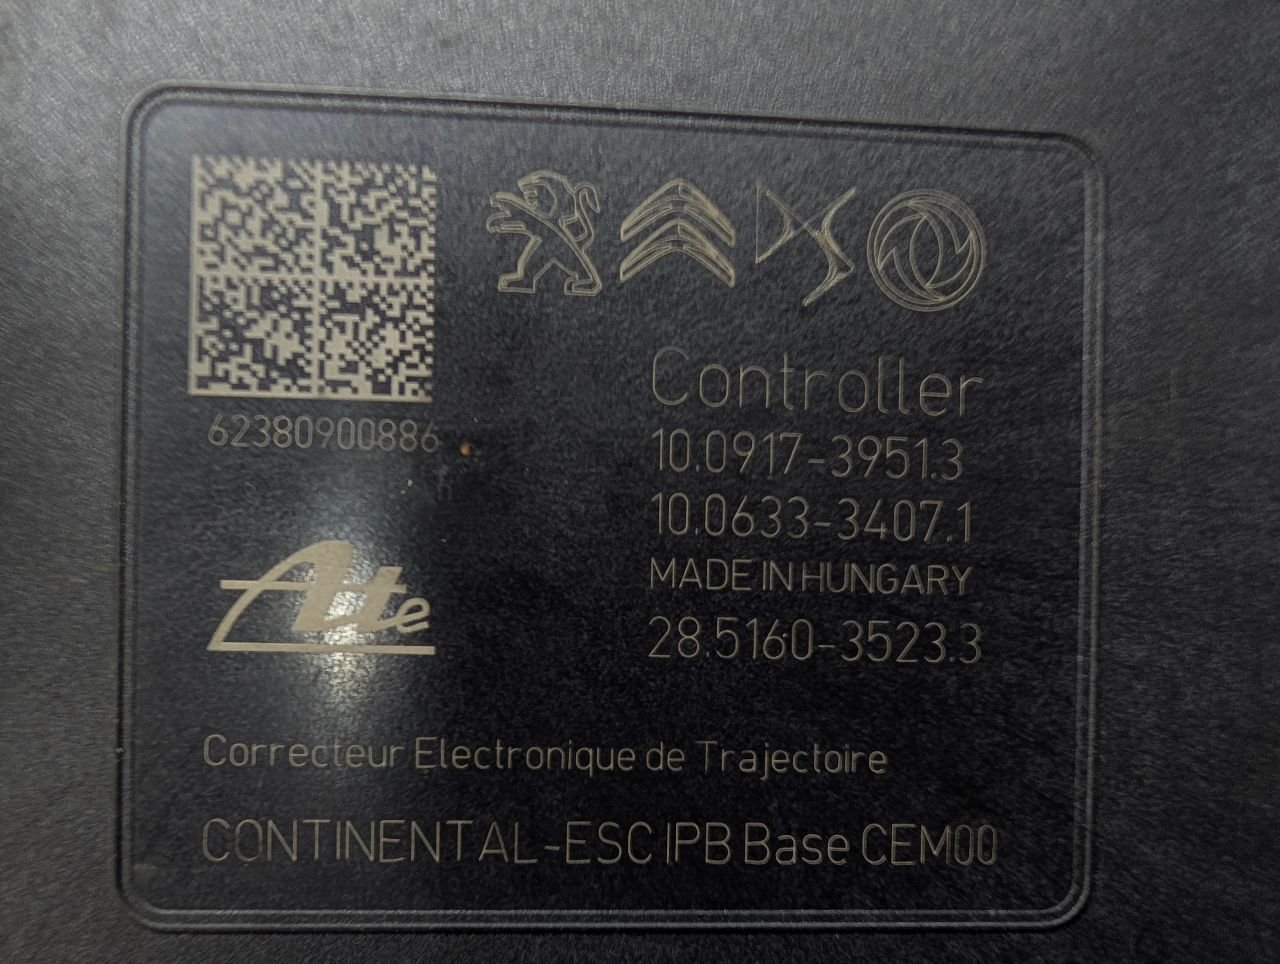 62380900886
DS
Controller
10.0917-3951.3
10.0633-3407.1
MADE IN HUNGARY
28.5160-3523.3
Ate
Correcteur Electronique de Trajectoire
CONTINENTAL-ESC IPB Base CEM00